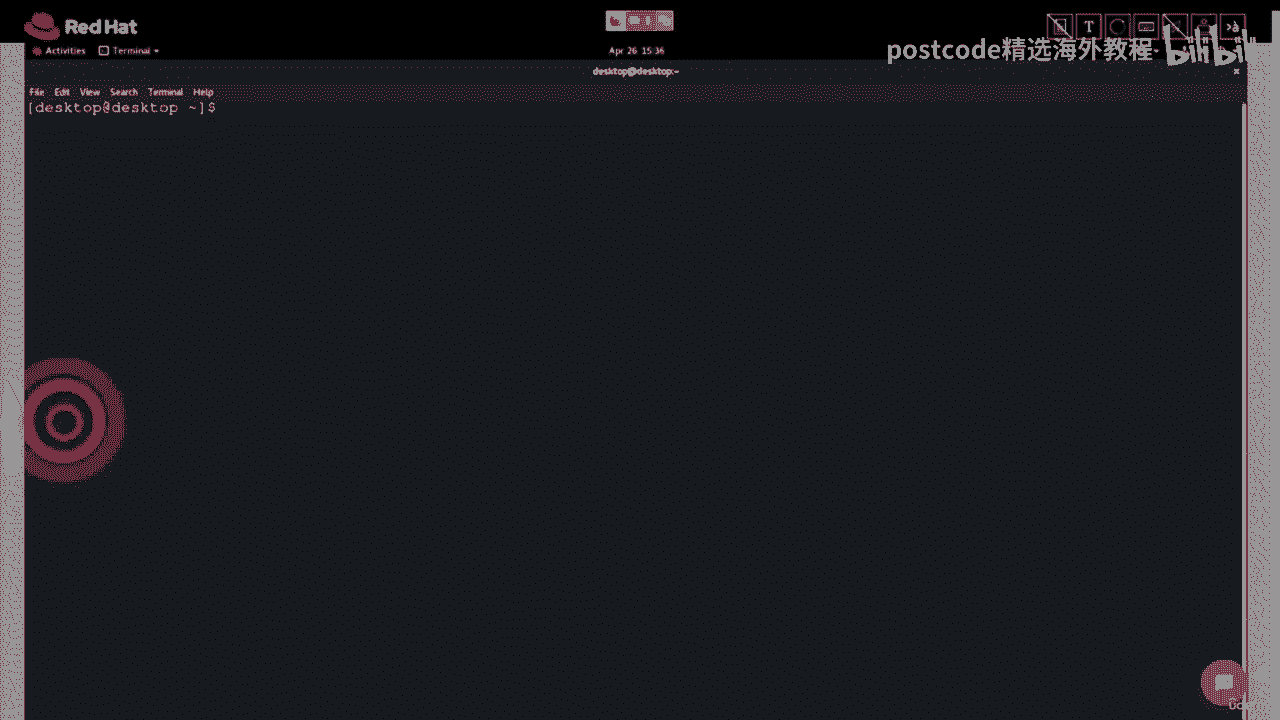 Red Hat
T
Activities Terminal
Apr 26 15:36
postcode精选海外教程 bilibili
desktop@desktop:~
File Edit View Search Terminal Help
[desktop@desktop ~]$